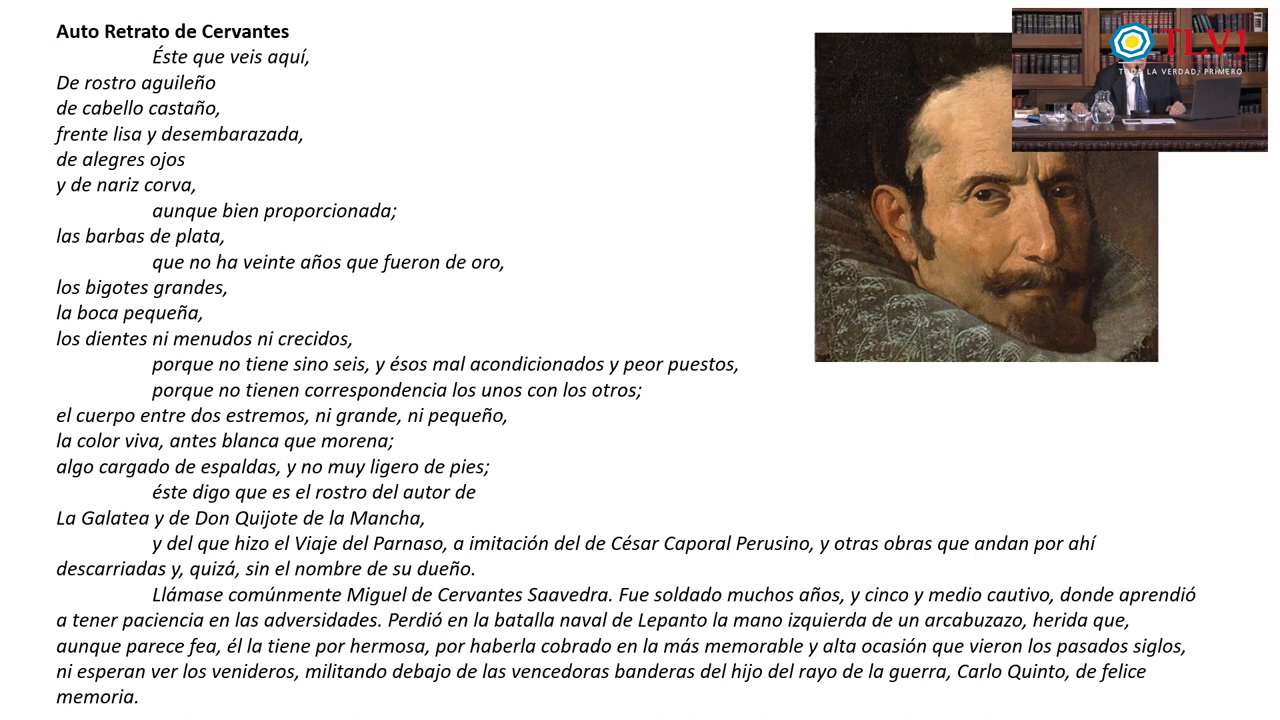 Auto Retrato de Cervantes
Éste que veis aquí,
De rostro aguileño
de cabello castaño,
frente lisa y desembarazada,
de alegres ojos
y de nariz corva,
aunque bien proporcionada;
las barbas de plata,
que no ha veinte años que fueron de oro,
los bigotes grandes,
la boca pequeña,
los dientes ni menudos ni crecidos,
porque no tiene sino seis, y ésos mal acondicionados y peor puestos,
porque no tienen correspondencia los unos con los otros;
el cuerpo entre dos estremos, ni grande, ni pequeño,
la color viva, antes blanca que morena;
algo cargado de espaldas, y no muy ligero de pies;
éste digo que es el rostro del autor de
La Galatea y de Don Quijote de la Mancha,
y del que hizo el Viaje del Parnaso, a imitación del de César Caporal Perusino, y otras obras que andan por ahí
descarriadas y, quizá, sin el nombre de su dueño.
Llámase comúnmente Miguel de Cervantes Saavedra. Fue soldado muchos años, y cinco y medio cautivo, donde aprendió
a tener paciencia en las adversidades. Perdió en la batalla naval de Lepanto la mano izquierda de un arcabuzazo, herida que,
aunque parece fea, él la tiene por hermosa, por haberla cobrado en la más memorable y alta ocasión que vieron los pasados siglos,
ni esperan ver los venideros, militando debajo de las vencedoras banderas del hijo del rayo de la guerra, Carlo Quinto, de felice
memoria.
TLV1
TODA LA VERDAD, PRIMERO